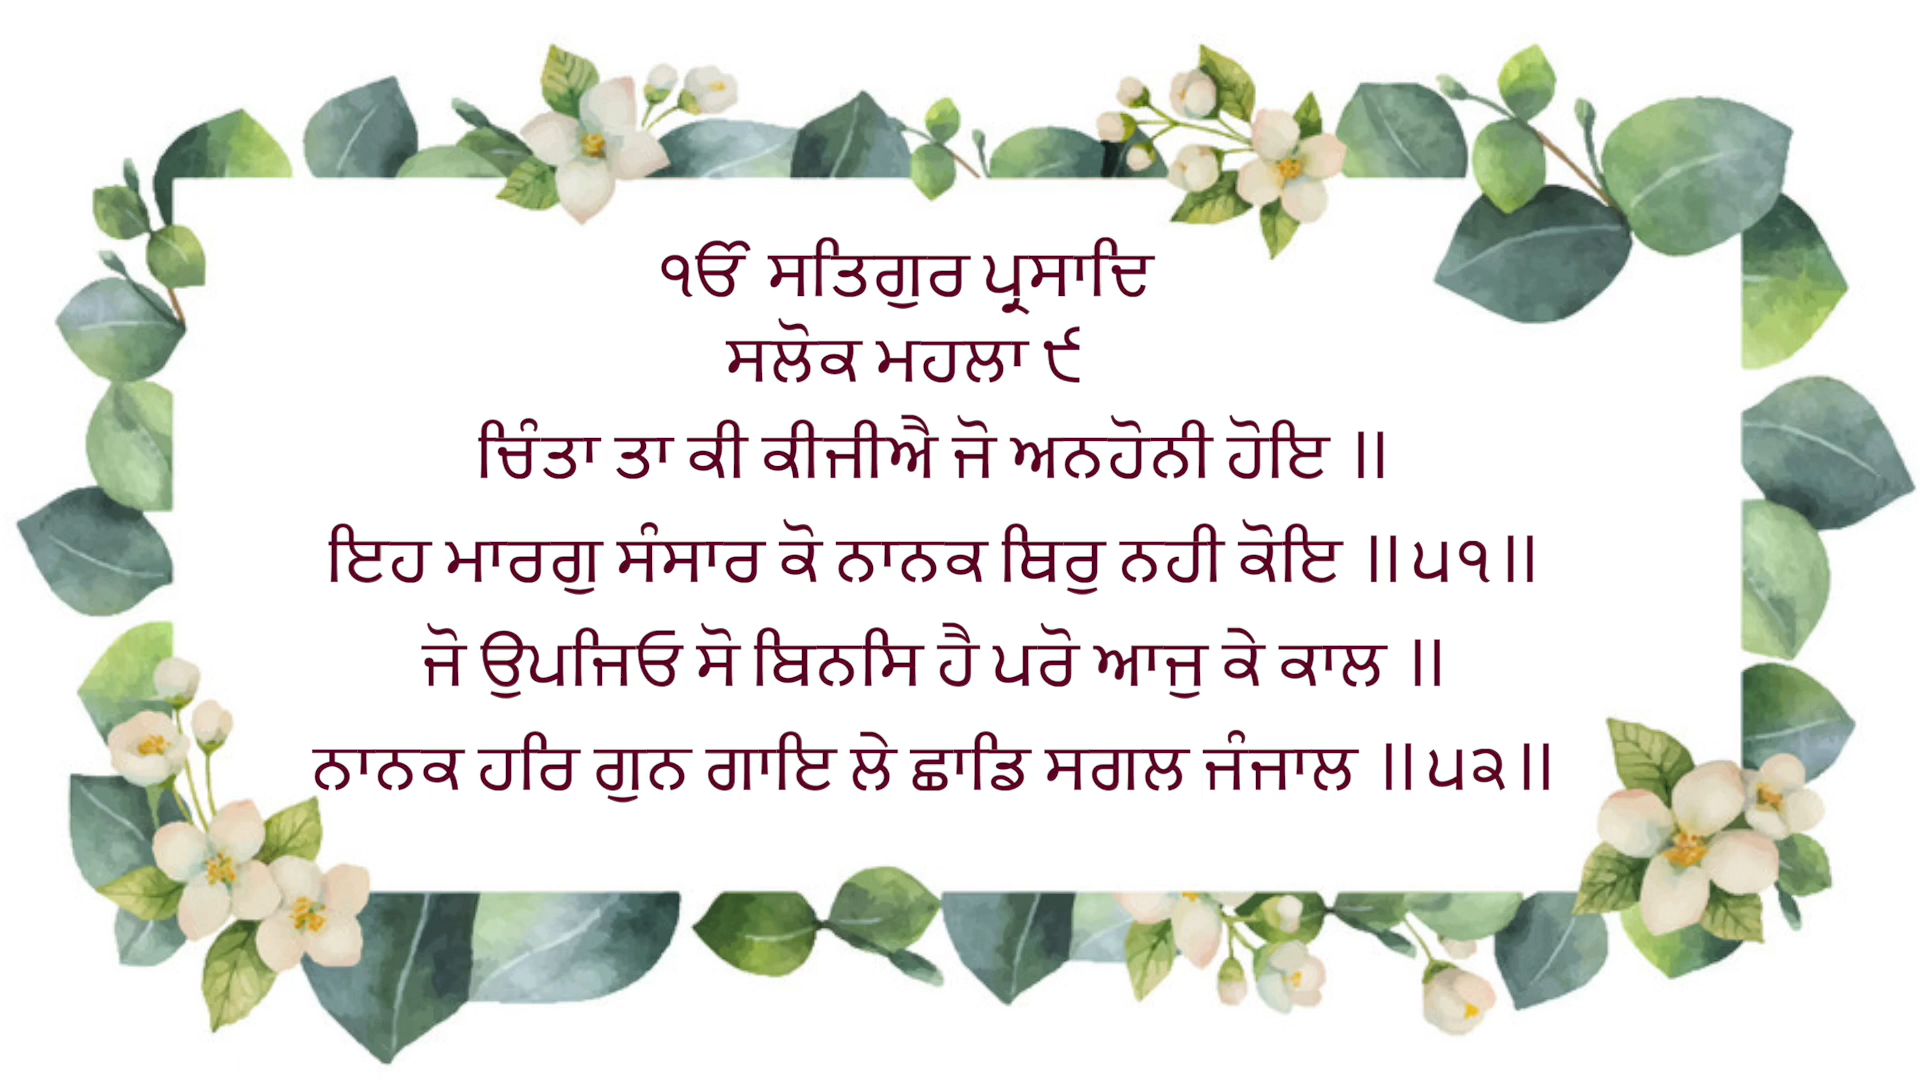 ੴ ਸਤਿਗੁਰ ਪ੍ਰਸਾਦਿ
ਸਲੋਕ ਮਹਲਾ ੯
ਚਿੰਤਾ ਤਾ ਕੀ ਕੀਜੀਐ ਜੋ ਅਨਹੋਨੀ ਹੋਇ ॥
ਇਹ ਮਾਰਗੁ ਸੰਸਾਰ ਕੋ ਨਾਨਕ ਥਿਰੁ ਨਹੀ ਕੋਇ ॥੫੧॥
ਜੋ ਉਪਜਿਓ ਸੋ ਬਿਨਸਿ ਹੈ ਪਰੋ ਆਜੁ ਕੇ ਕਾਲ ॥
ਨਾਨਕ ਹਰਿ ਗੁਨ ਗਾਇ ਲੇ ਛਾਡਿ ਸਗਲ ਜੰਜਾਲ ॥੫੨॥